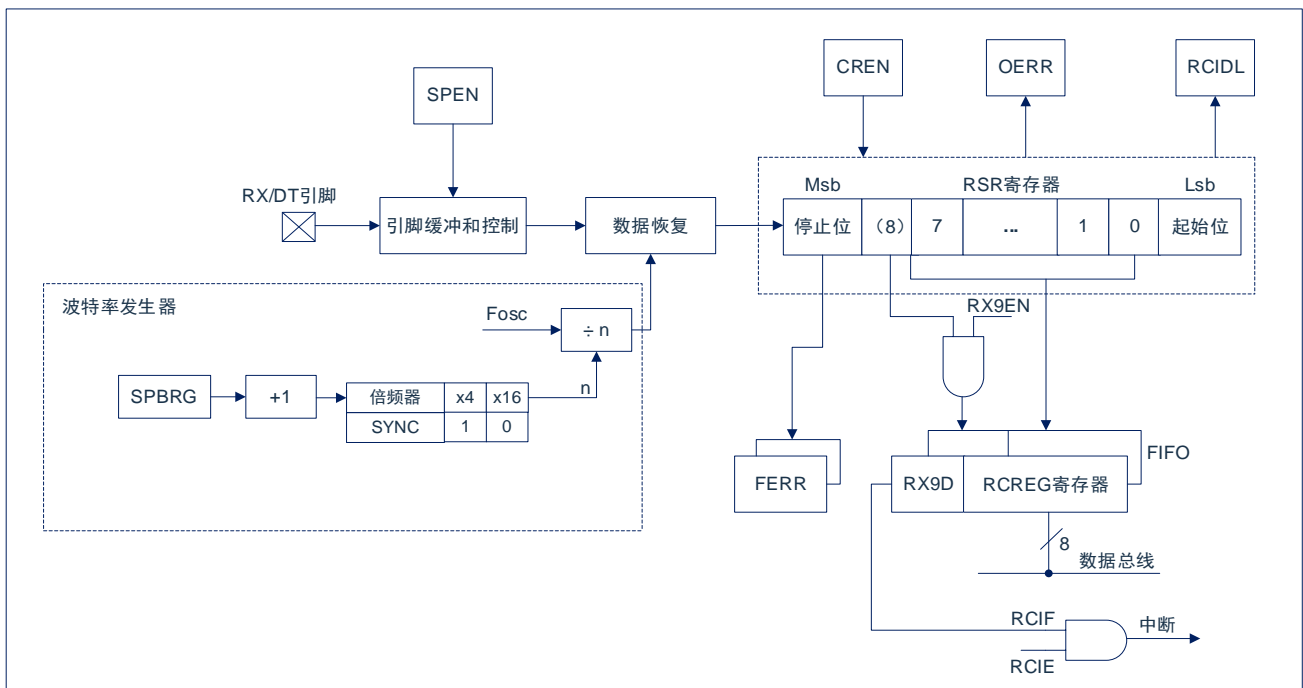 CREN OERR RCIDL
SPEN
Msb RSR寄存器 Lsb
RX/DT引脚
引脚缓冲和控制 数据恢复 停止位 （8） 7 ... 1 0 起始位
波特率发生器
Fosc
÷ n
RX9EN
n
SPBRG +1 倍频器 x4 x16
SYNC 1 0
FIFO
FERR RX9D RCREG寄存器
8
数据总线
RCIF
中断
RCIE